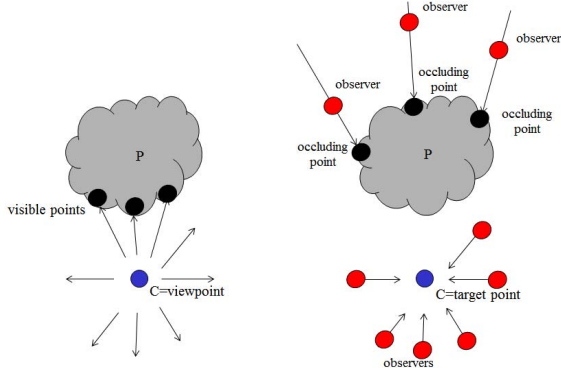 P
visible points
C=viewpoint
observer
observer
observer
occluding
point
occluding
point
occluding
point
P
C=target point
observers